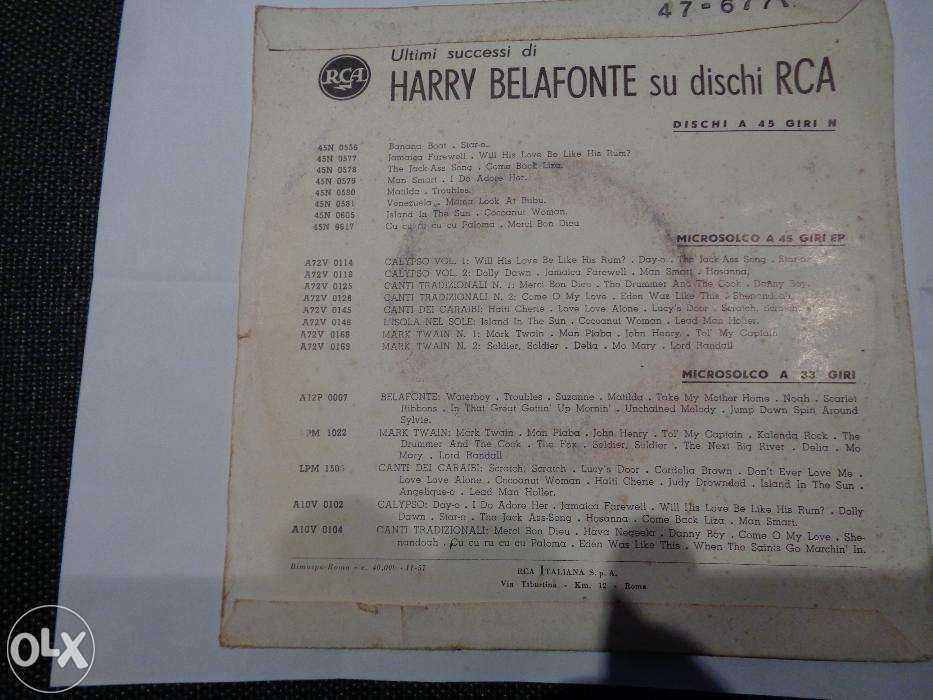 47-6
RCA
Ultimi successi di
HARRY BELAFONTE su dischi RCA
DISCHI A 45 GIRI N
45N 0556 Banana Boat . Star-o.
45N 0577 Jamaica Farewell . Will His Love Be Like His Rum?
45N 0578 The Jack-Ass Song . Come Back Liza.
45N 0579 Man Smart . I Do Adore Her.
45N 0580 Matilda . Troubles.
45N 0581 Venezuela . Mama Look At Bubu.
45N 0605 Island In The Sun . Cocoanut Woman.
45N 0617 Cu cu ru cu cu Paloma . Merci Bon Dieu
MICROSOLCO A 45 GIRI EP
A72V 0114 CALYPSO VOL. 1: Will His Love Be Like His Rum? . Day-o . The Jack-Ass Song . Star-o
A72V 0118 CALYPSO VOL. 2: Dolly Dawn . Jamaica Farewell . Man Smart . Hosanna.
A72V 0125 CANTI TRADIZIONALI N. 1: Merci Bon Dieu . The Drummer And The Cook . Danny Boy.
A72V 0126 CANTI TRADIZIONALI N. 2: Come O My Love . Eden Was Like This . Shenandoah.
A72V 0145 CANTI DEI CARAIBI: Haiti Cherie . Love Love Alone . Lucy's Door . Scratch, Scratch.
A72V 0146 L'ISOLA NEL SOLE: Island In The Sun . Cocoanut Woman . Lead Man Holler.
A72V 0168 MARK TWAIN N. 1: Mark Twain . Man Piaba . John Henry . Tol' My Captain
A72V 0169 MARK TWAIN N. 2: Soldier, Soldier . Delia . Mo Mary . Lord Randall
MICROSOLCO A 33 GIRI
A12P 0007 BELAFONTE: Waterboy . Troubles . Suzanne . Matilda . Take My Mother Home . Noah . Scarlet
Ribbons . In That Great Gettin' Up Mornin' . Unchained Melody . Jump Down Spin Around
Sylvie.
LPM 1022 MARK TWAIN: Mark Twain . Man Piaba . John Henry . Tol' My Captain . Kalenda Rock . The
Drummer And The Cook . The Fox . Soldier, Soldier . The Next Big River . Delia . Mo
Mary . Lord Randall
LPM 1505 CANTI DEI CARAIBI: Scratch, Scratch . Lucy's Door . Cordelia Brown . Don't Ever Love Me .
Love Love Alone . Cocoanut Woman . Haiti Cherie . Judy Drownded . Island In The Sun .
Angelique-o . Lead Man Holler.
A10V 0102 CALYPSO: Day-o . I Do Adore Her . Jamaica Farewell . Will His Love Be Like His Rum? . Dolly
Dawn . Star-o . The Jack Ass-Song . Hosanna . Come Back Liza . Man Smart.
A10V 0104 CANTI TRADIZIONALI: Merci Bon Dieu . Hava Nageela . Danny Boy . Come O My Love . She-
nandoah . Cu cu ru cu cu Paloma . Eden Was Like This . When The Saints Go Marchin' In.
Bimospa-Roma - c. 40.000 - 11-57
RCA ITALIANA S. p. A.
Via Tiburtina - Km. 12 - Roma
OLX